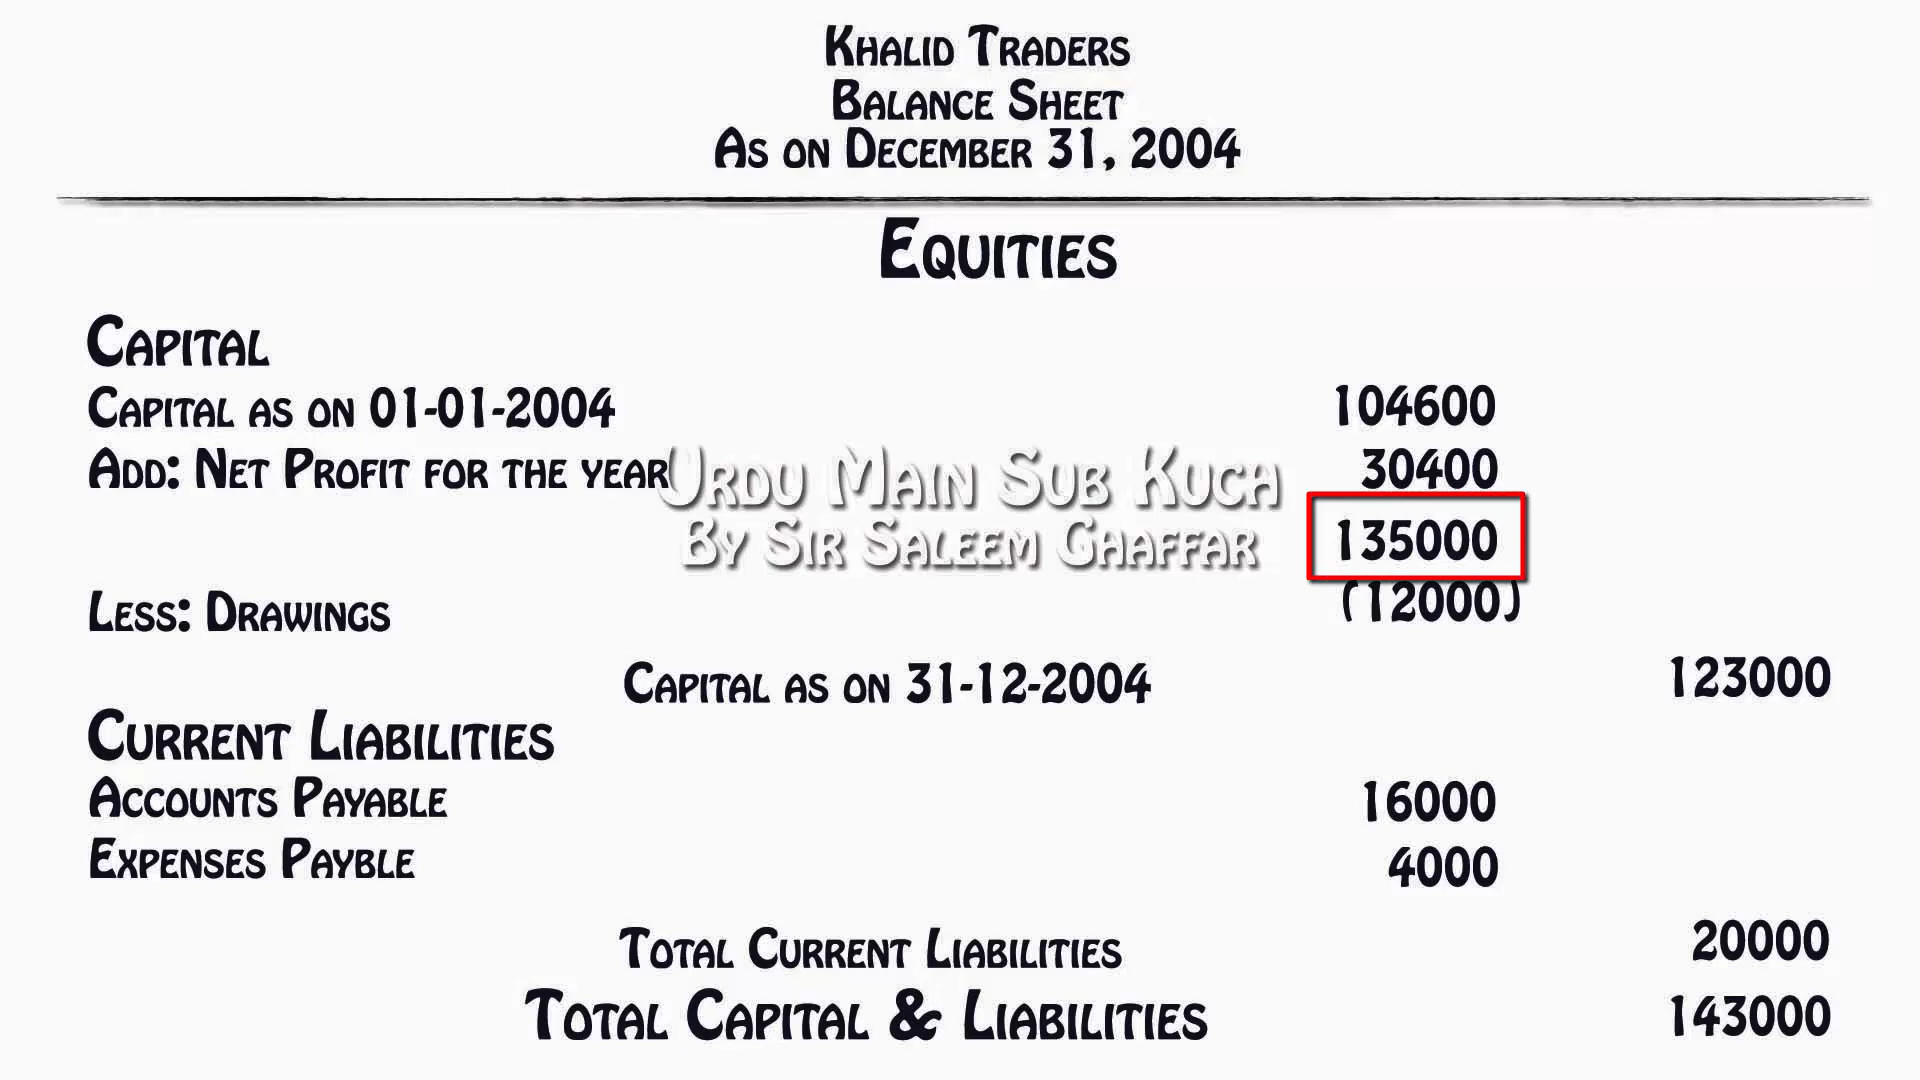 Khalid Traders
Balance Sheet
As on December 31, 2004
Equities
Capital
Capital as on 01-01-2004 104600
Add: Net Profit for the year 30400
Urdu Main Sub Kuch
By Sir Saleem Ghaffar
135000
Less: Drawings (12000)
Capital as on 31-12-2004 123000
Current Liabilities
Accounts Payable 16000
Expenses Payble 4000
Total Current Liabilities 20000
Total Capital & Liabilities 143000